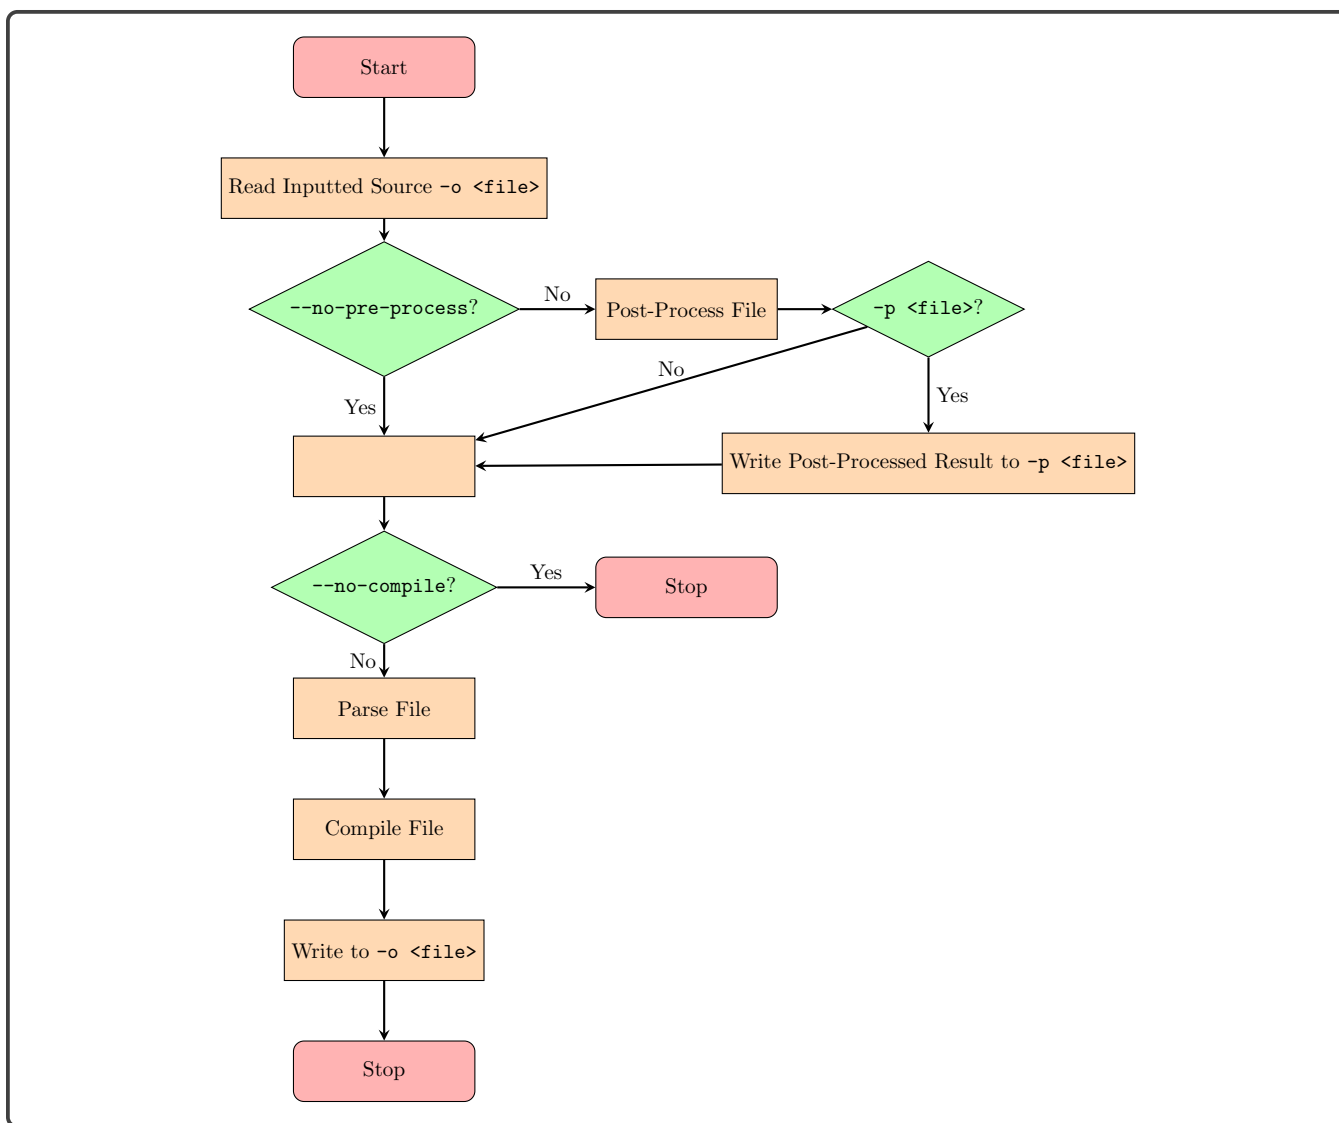 Start
Read Inputted Source -o <file>
--no-pre-process?
No
Post-Process File
-p <file>?
No
Yes
Yes
Write Post-Processed Result to -p <file>
--no-compile?
Yes
Stop
No
Parse File
Compile File
Write to -o <file>
Stop